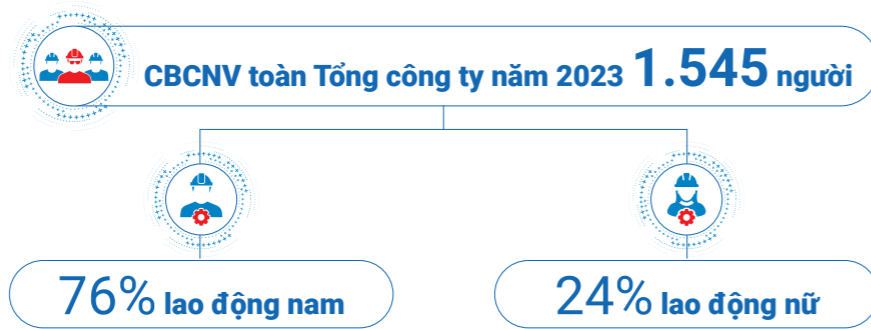 CBCNV toàn Tổng công ty năm 2023 1.545 người
76% lao động nam
24% lao động nữ